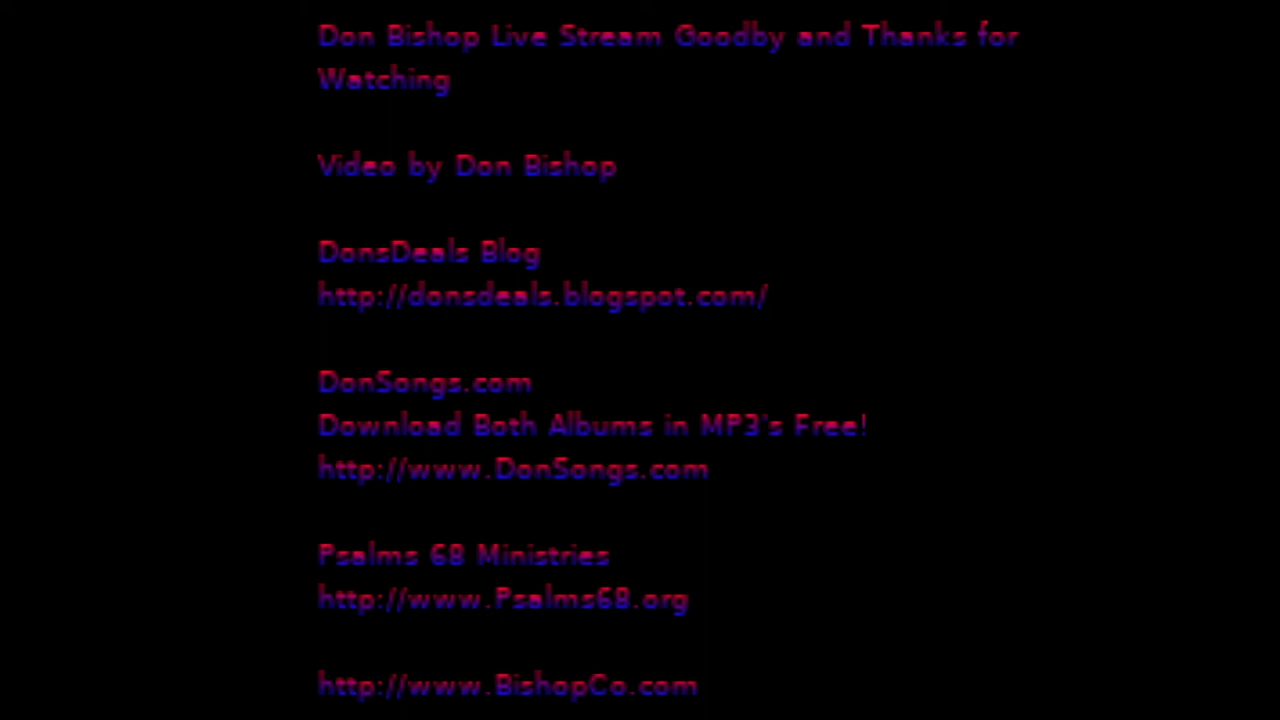 Don Bishop Live Stream Goodby and Thanks for
Watching
Video by Don Bishop
DonsDeals Blog
http://donsdeals.blogspot.com/
DonSongs.com
Download Both Albums in MP3's Free!
http://www.DonSongs.com
Psalms 68 Ministries
http://www.Psalms68.org
http://www.BishopCo.com